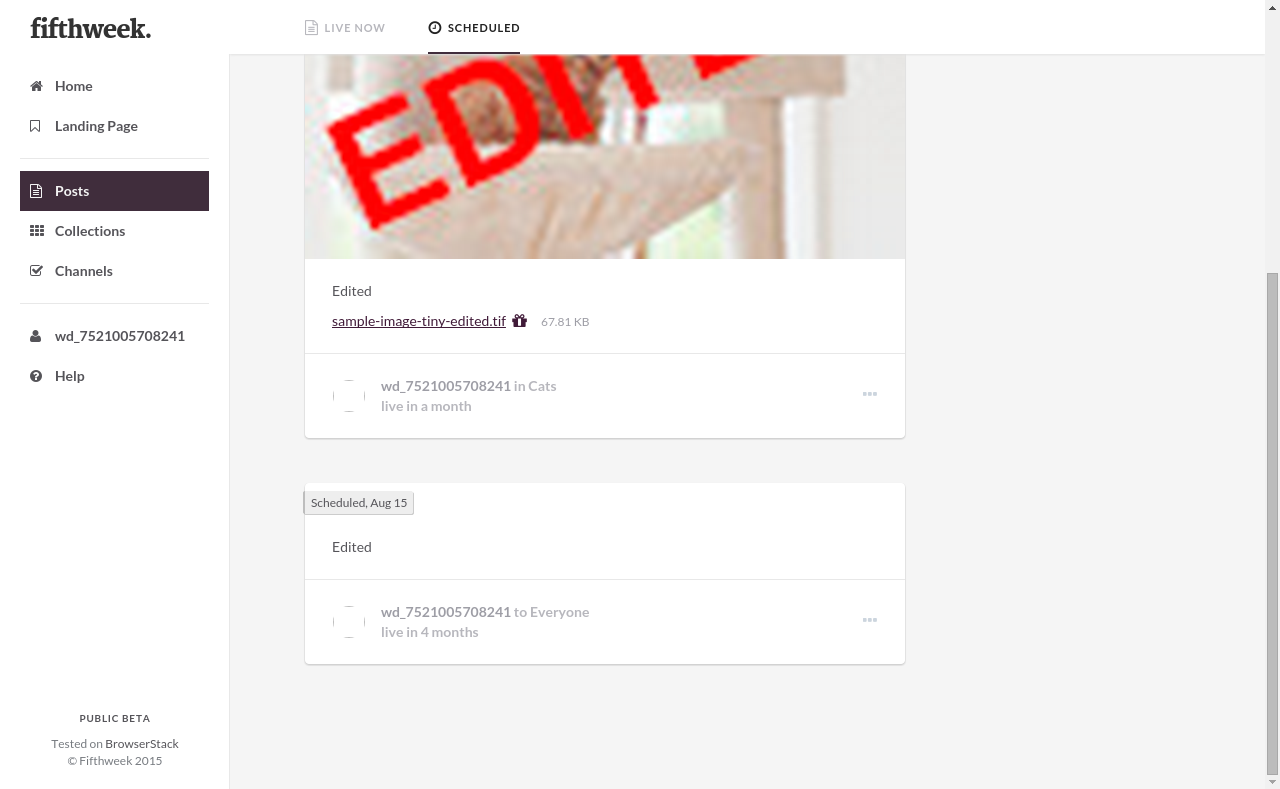 fifthweek.
LIVE NOW
SCHEDULED
Home
Landing Page
Posts
Collections
Channels
wd_7521005708241
Help
PUBLIC BETA
Tested on BrowserStack
© Fifthweek 2015
Edited
sample-image-tiny-edited.tif 67.81 KB
wd_7521005708241 in Cats
live in a month
Scheduled, Aug 15
Edited
wd_7521005708241 to Everyone
live in 4 months